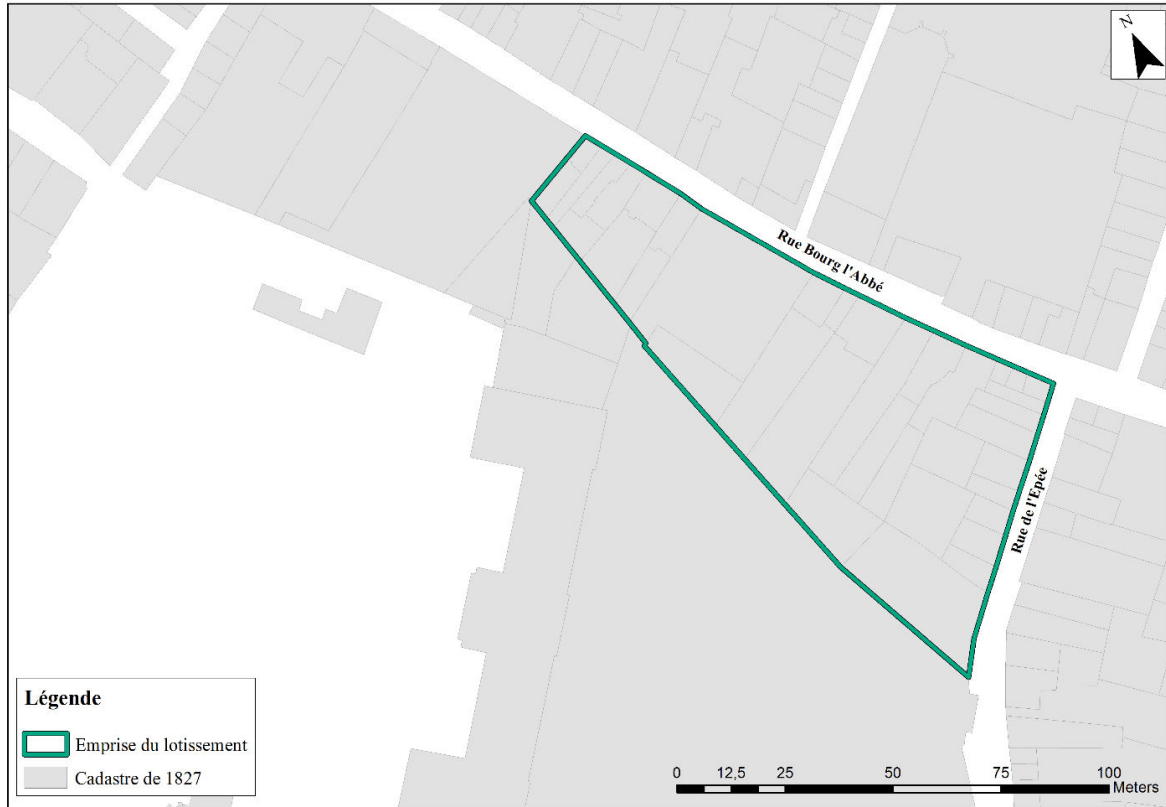 N
Rue Bourg l'Abbé
Rue de l'Epée
Légende
Emprise du lotissement
Cadastre de 1827
0 12,5 25 50 75 100
Meters